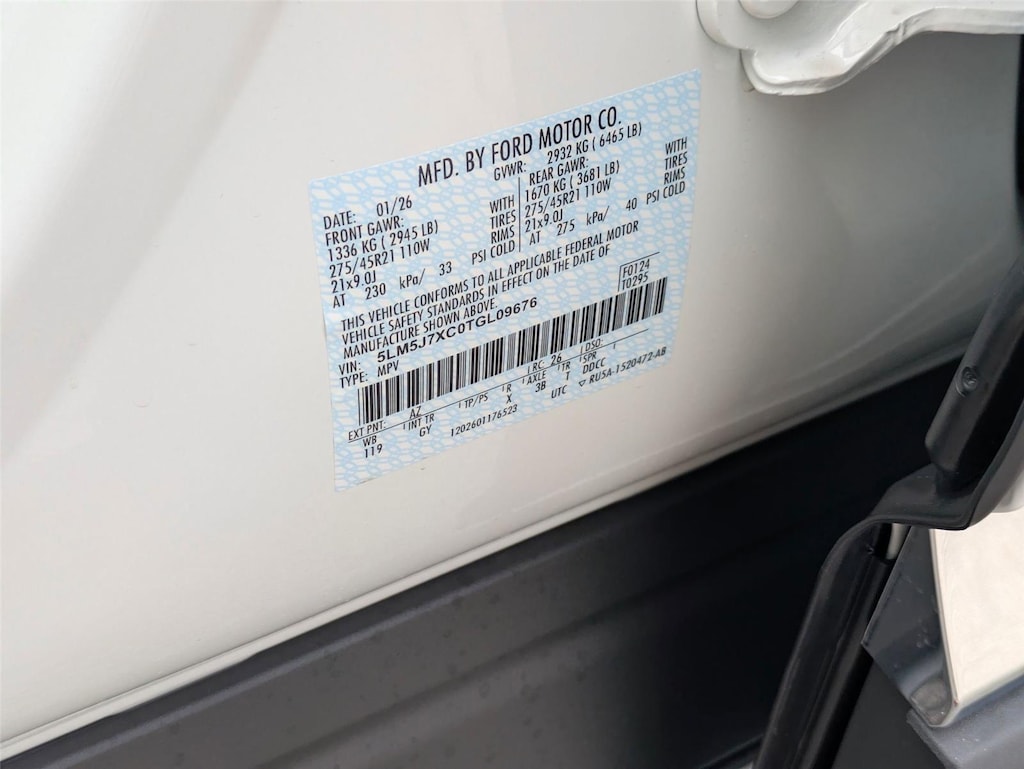 MFD. BY FORD MOTOR CO.
DATE: 01/26 GVWR: 2932 KG ( 6465 LB)
FRONT GAWR: REAR GAWR:
1336 KG ( 2945 LB) WITH 1670 KG ( 3681 LB) WITH
275/45R21 110W TIRES 275/45R21 110W TIRES
21x9.0J RIMS 21x9.0J RIMS
AT 230 kPa/ 33 PSI COLD AT 275 kPa/ 40 PSI COLD
THIS VEHICLE CONFORMS TO ALL APPLICABLE FEDERAL MOTOR
VEHICLE SAFETY STANDARDS IN EFFECT ON THE DATE OF
MANUFACTURE SHOWN ABOVE. F0124
VIN: 5LM5J7XC0TGL09676 T0295
TYPE: MPV
EXT PNT: AZ RC 26 DSO:
WB INT TR TP/PS R AXLE TR SPR
119 GY X 3B T DDCC
1202601176523 UTC ▽ RU5A-1520472-AB